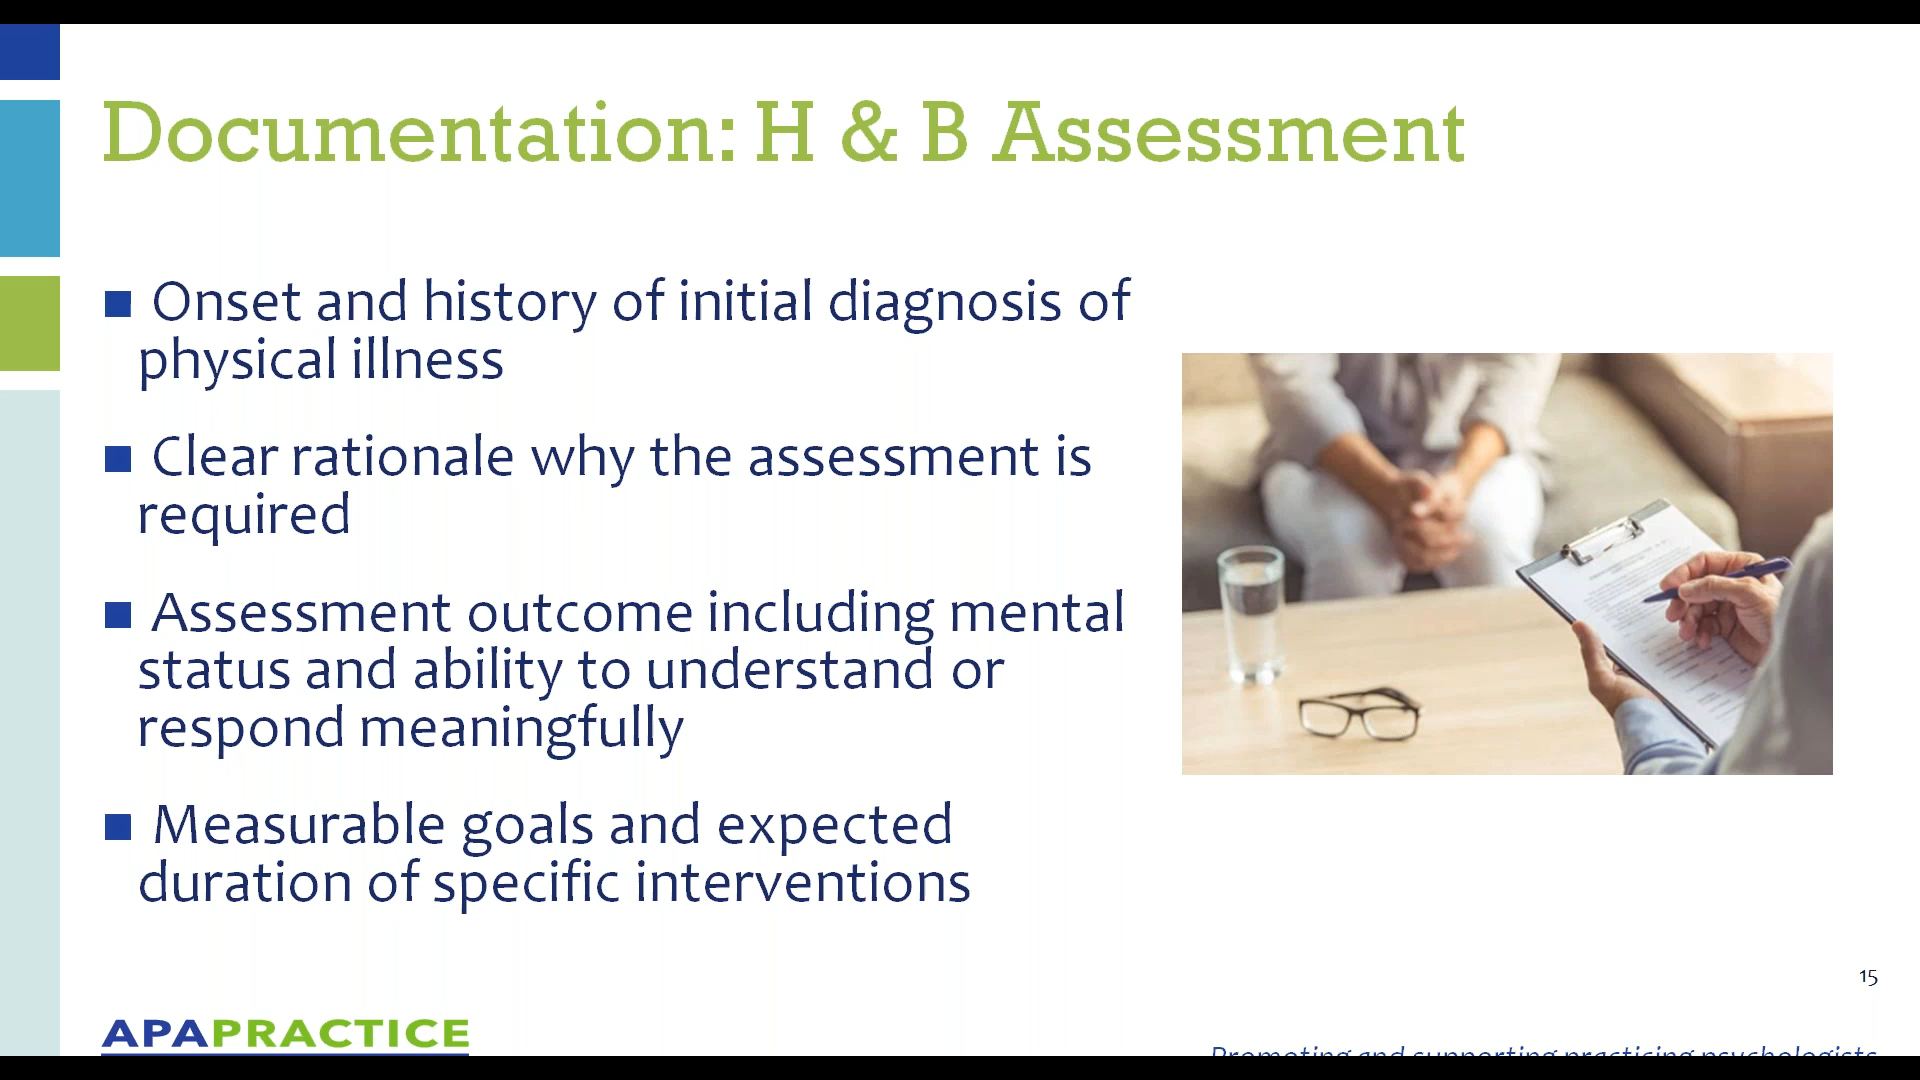 Documentation: H & B Assessment
Onset and history of initial diagnosis of
physical illness
Clear rationale why the assessment is
required
Assessment outcome including mental
status and ability to understand or
respond meaningfully
Measurable goals and expected
duration of specific interventions
15
APAPRACTICE
Promoting and supporting practicing psychologists